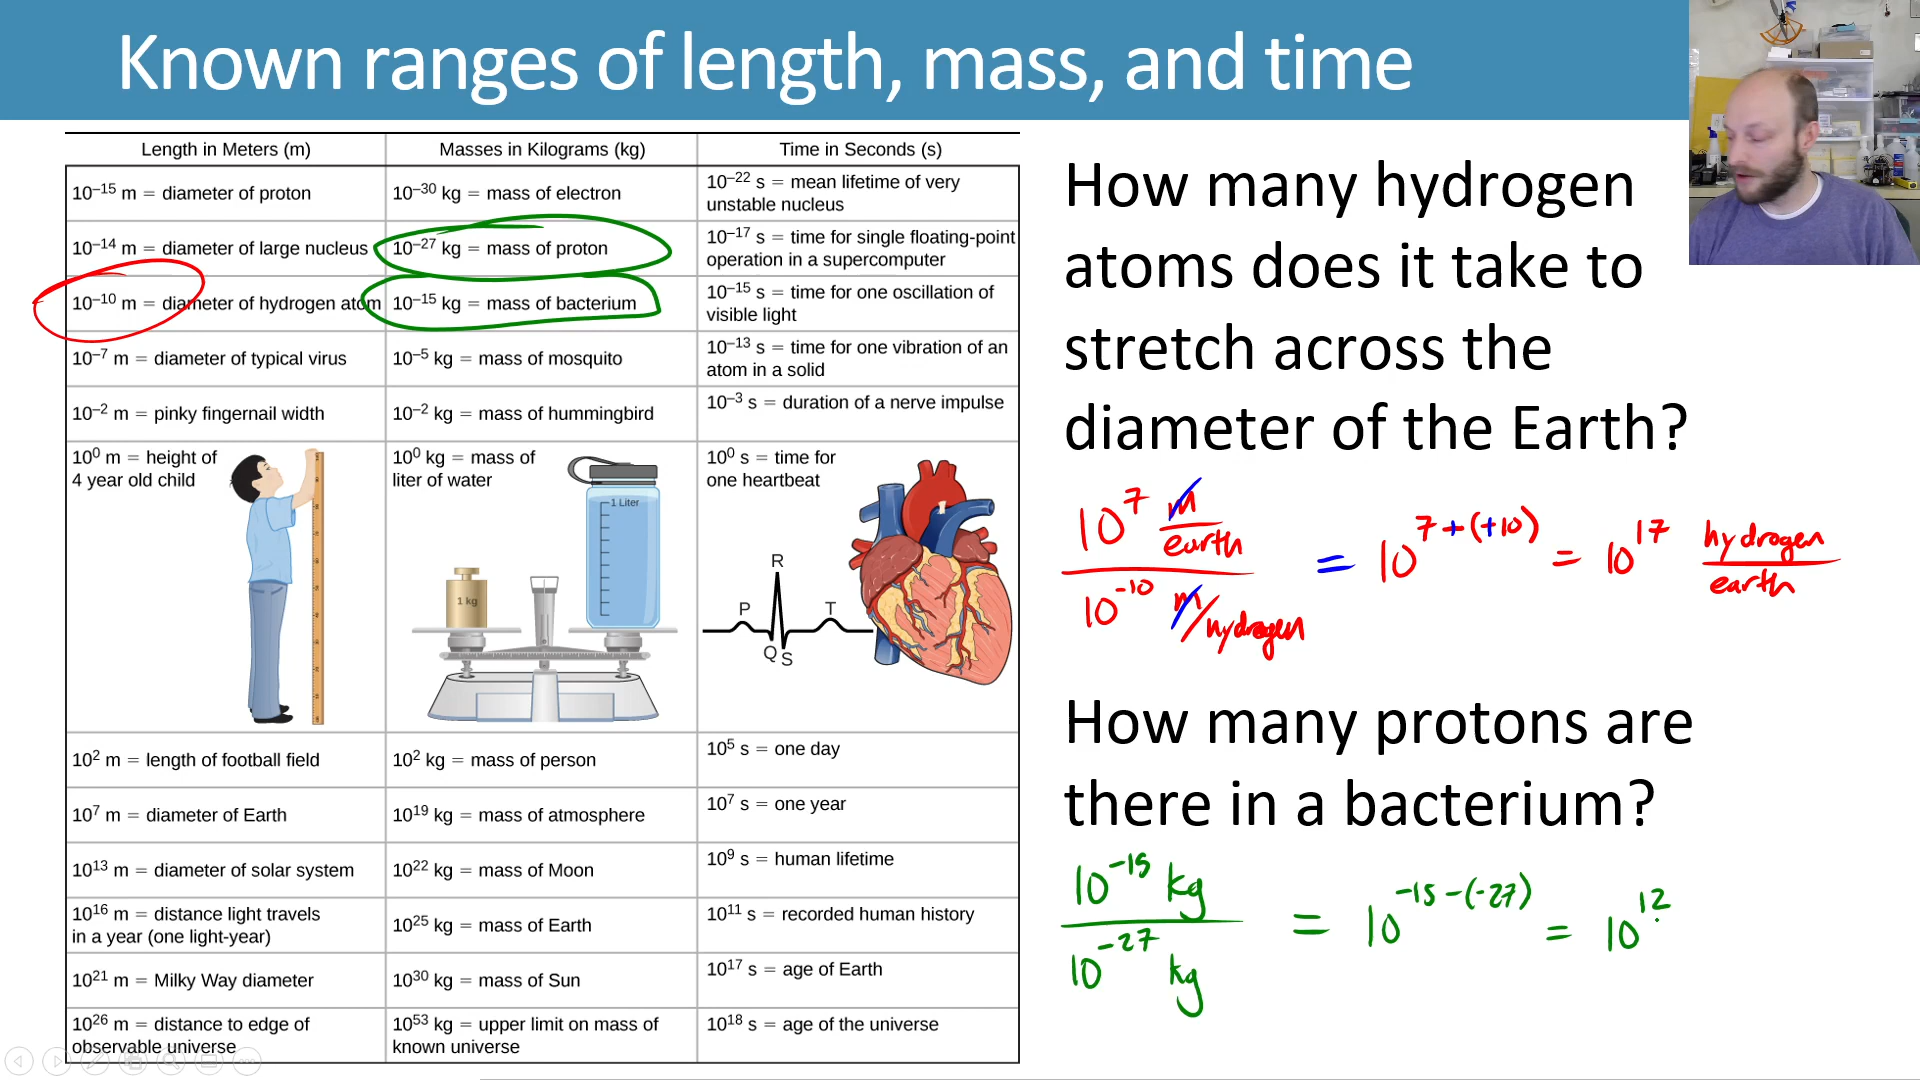 Known ranges of length, mass, and time
Length in Meters (m)
Masses in Kilograms (kg)
Time in Seconds (s)
10⁻¹⁵ m = diameter of proton
10⁻³⁰ kg = mass of electron
10⁻²² s = mean lifetime of very
unstable nucleus
10⁻¹⁴ m = diameter of large nucleus
10⁻²⁷ kg = mass of proton
10⁻¹⁷ s = time for single floating-point
operation in a supercomputer
10⁻¹⁰ m = diameter of hydrogen atom
10⁻¹⁵ kg = mass of bacterium
10⁻¹⁵ s = time for one oscillation of
visible light
10⁻⁷ m = diameter of typical virus
10⁻⁵ kg = mass of mosquito
10⁻¹³ s = time for one vibration of an
atom in a solid
10⁻² m = pinky fingernail width
10⁻² kg = mass of hummingbird
10⁻³ s = duration of a nerve impulse
10⁰ m = height of
4 year old child
10⁰ kg = mass of
liter of water
1 Liter
1 kg
10⁰ s = time for
one heartbeat
R
P
T
Q
S
10² m = length of football field
10² kg = mass of person
10⁵ s = one day
10⁷ m = diameter of Earth
10¹⁹ kg = mass of atmosphere
10⁷ s = one year
10¹³ m = diameter of solar system
10²² kg = mass of Moon
10⁹ s = human lifetime
10¹⁶ m = distance light travels
in a year (one light-year)
10²⁵ kg = mass of Earth
10¹¹ s = recorded human history
10²¹ m = Milky Way diameter
10³⁰ kg = mass of Sun
10¹⁷ s = age of Earth
10²⁶ m = distance to edge of
observable universe
10⁵³ kg = upper limit on mass of
known universe
10¹⁸ s = age of the universe
How many hydrogen
atoms does it take to
stretch across the
diameter of the Earth?
10⁷ m/earth
10⁻¹⁰ m/hydrogen
= 10⁷⁺⁽⁺¹⁰⁾ = 10¹⁷ hydrogen/earth
How many protons are
there in a bacterium?
10⁻¹⁵ kg
10⁻²⁷ kg
= 10⁻¹⁵⁻⁽⁻²⁷⁾ = 10¹²